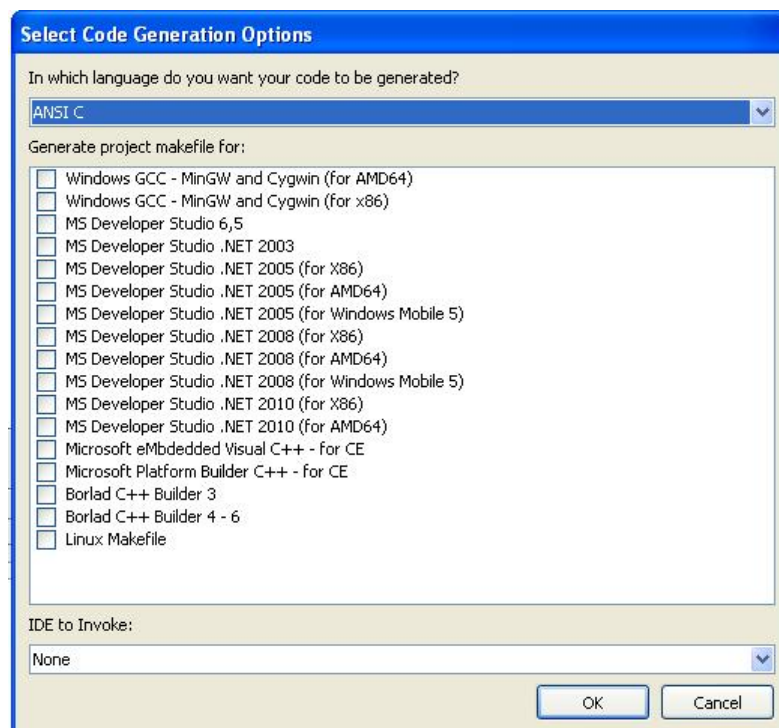 Select Code Generation Options
In which language do you want your code to be generated?
ANSI C
Generate project makefile for:
Windows GCC - MinGW and Cygwin (for AMD64)
Windows GCC - MinGW and Cygwin (for x86)
MS Developer Studio 6,5
MS Developer Studio .NET 2003
MS Developer Studio .NET 2005 (for X86)
MS Developer Studio .NET 2005 (for AMD64)
MS Developer Studio .NET 2005 (for Windows Mobile 5)
MS Developer Studio .NET 2008 (for X86)
MS Developer Studio .NET 2008 (for AMD64)
MS Developer Studio .NET 2008 (for Windows Mobile 5)
MS Developer Studio .NET 2010 (for X86)
MS Developer Studio .NET 2010 (for AMD64)
Microsoft eMbdedded Visual C++ - for CE
Microsoft Platform Builder C++ - for CE
Borlad C++ Builder 3
Borlad C++ Builder 4 - 6
Linux Makefile
IDE to Invoke:
None
OK Cancel